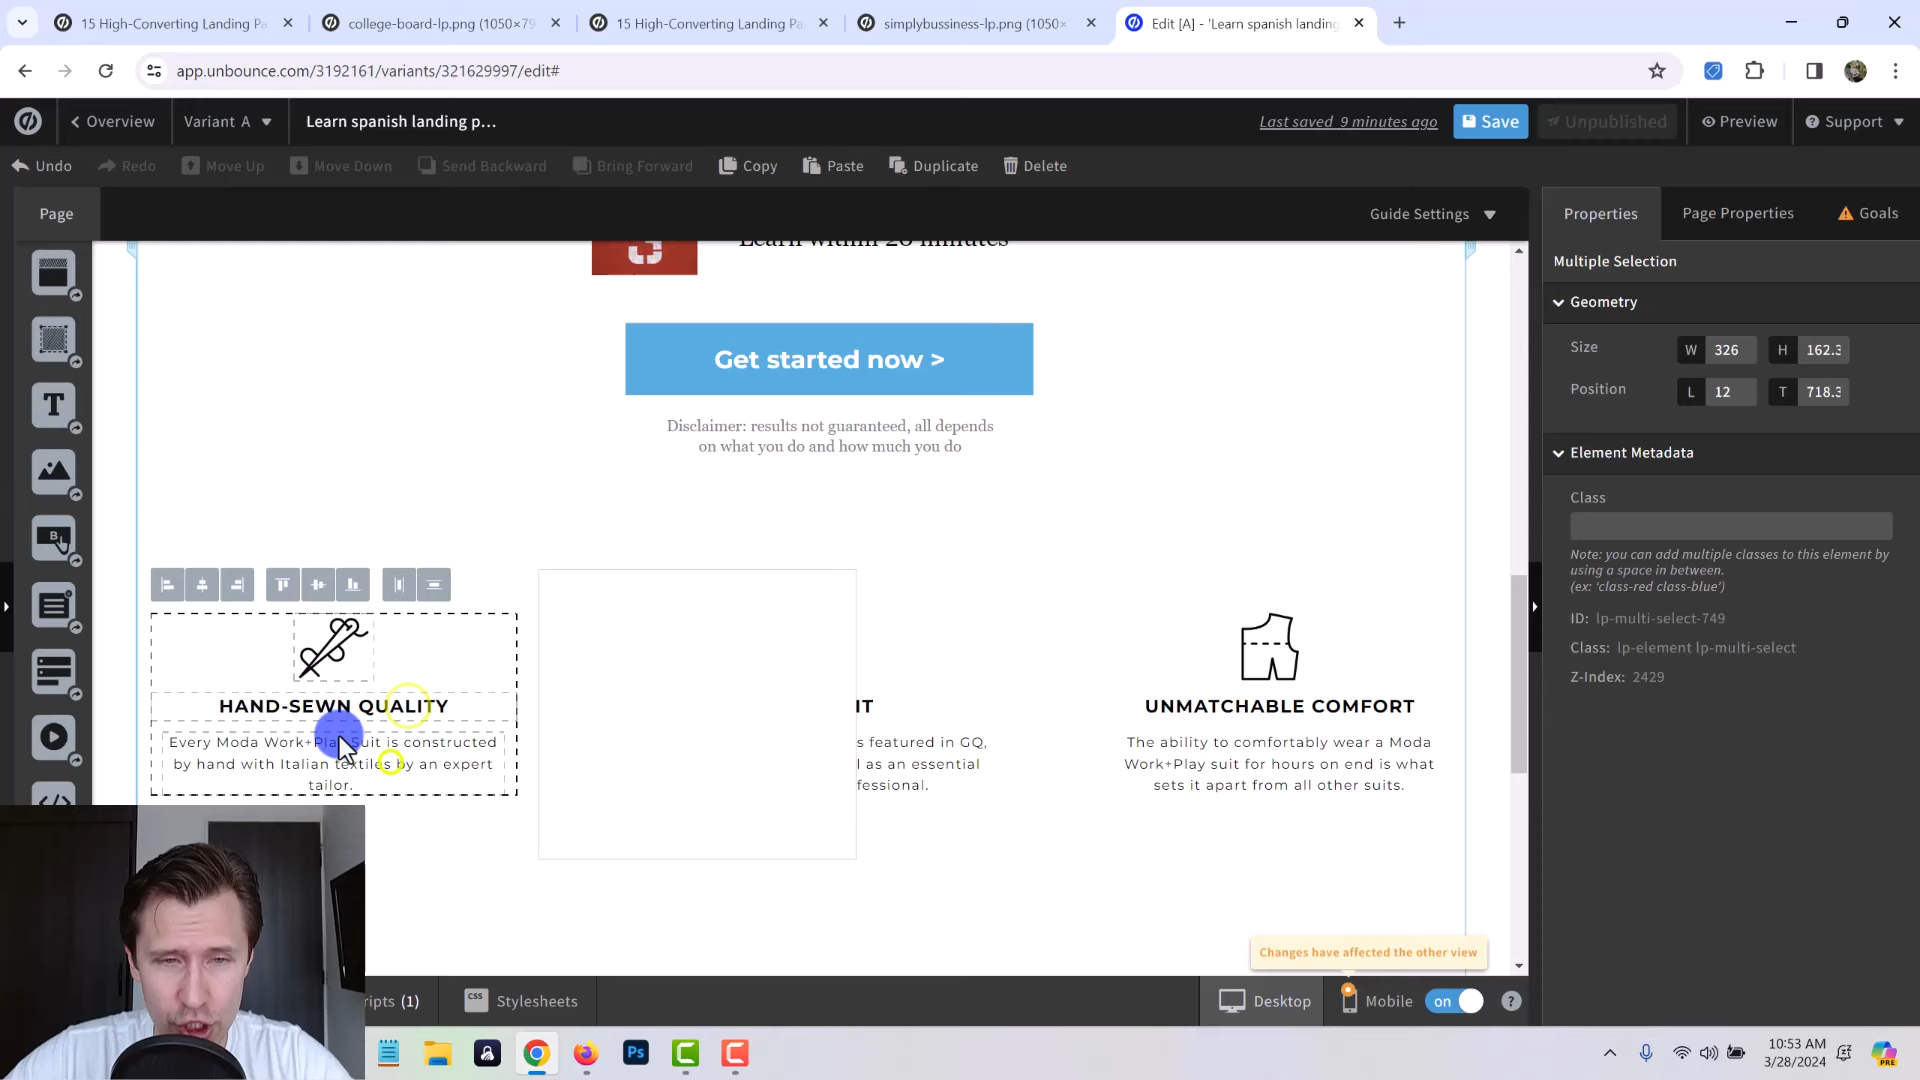 15 High-Converting Landing Pa
college-board-lp.png (1050×79
15 High-Converting Landing Pa
simplybussiness-lp.png (1050×
Edit [A] - 'Learn spanish landing
app.unbounce.com/3192161/variants/321629997/edit#
Overview
Variant A
Learn spanish landing p...
Last saved 9 minutes ago
Save
Unpublished
Preview
Support
Undo
Redo
Move Up
Move Down
Send Backward
Bring Forward
Copy
Paste
Duplicate
Delete
Page
Guide Settings
Properties
Page Properties
Goals
Learn within 28 minutes
Get started now >
Disclaimer: results not guaranteed, all depends
on what you do and how much you do
HAND-SEWN QUALITY
Every Moda Work+Play Suit is constructed
by hand with Italian textiles by an expert
tailor.
IT
s featured in GQ,
l as an essential
fessional.
UNMATCHABLE COMFORT
The ability to comfortably wear a Moda
Work+Play suit for hours on end is what
sets it apart from all other suits.
Multiple Selection
Geometry
Size
W 326
H 162.3
Position
L 12
T 718.3
Element Metadata
Class
Note: you can add multiple classes to this element by
using a space in between.
(ex: 'class-red class-blue')
ID: lp-multi-select-749
Class: lp-element lp-multi-select
Z-Index: 2429
Changes have affected the other view
ripts (1)
CSS
Stylesheets
Desktop
Mobile
on
?
Ps
PRE
10:53 AM
3/28/2024